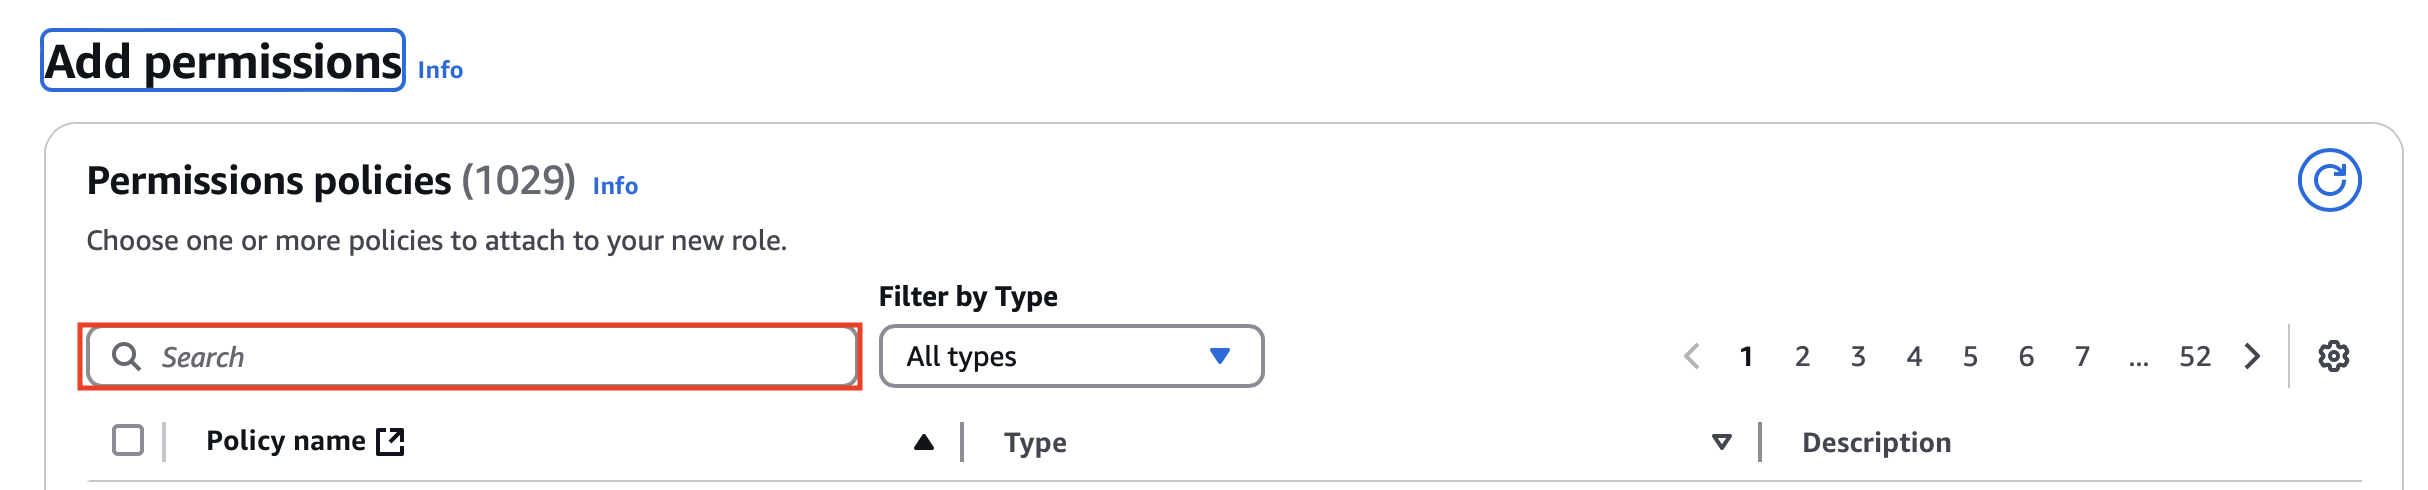 Add permissions Info
Permissions policies (1029) Info
Choose one or more policies to attach to your new role.
Filter by Type
Search
All types
1 2 3 4 5 6 7 ... 52
Policy name
Type
Description